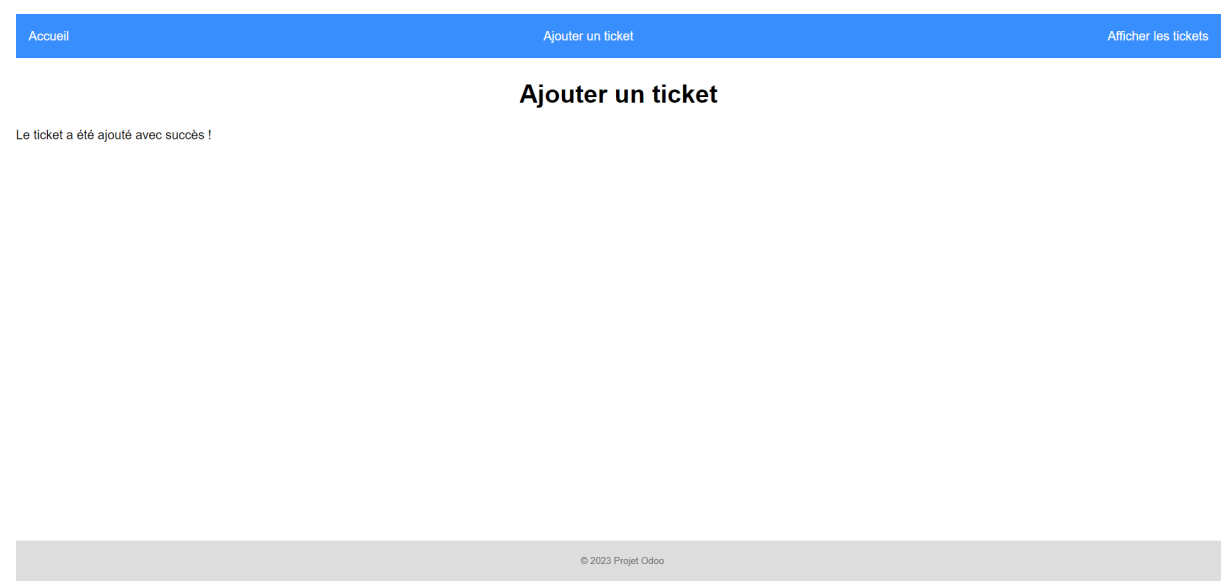 Accueil Ajouter un ticket Afficher les tickets
Ajouter un ticket
Le ticket a été ajouté avec succès !
© 2023 Projet Odoo